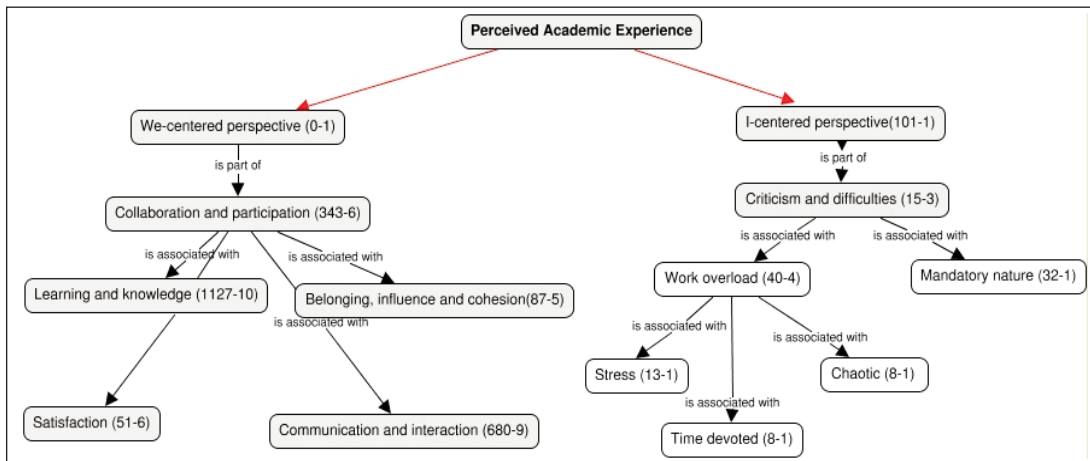 Perceived Academic Experience
We-centered perspective (0-1)
I-centered perspective(101-1)
is part of
is part of
Collaboration and participation (343-6)
Criticism and difficulties (15-3)
is associated with
is associated with
is associated with
is associated with
Learning and knowledge (1127-10)
Belonging, influence and cohesion(87-5)
Work overload (40-4)
Mandatory nature (32-1)
is associated with
is associated with
is associated with
Stress (13-1)
Chaotic (8-1)
is associated with
Satisfaction (51-6)
Communication and interaction (680-9)
Time devoted (8-1)